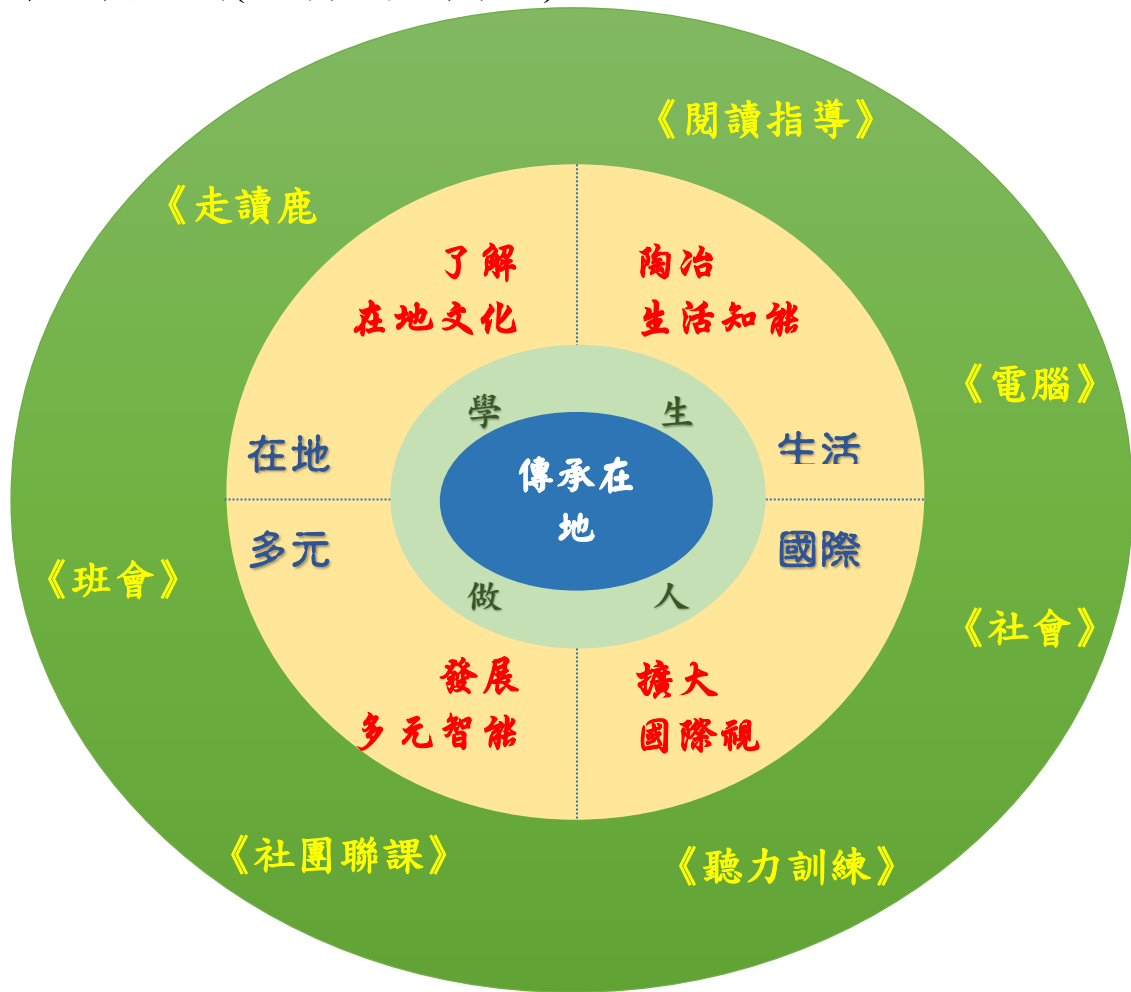 《閱讀指導》
《走讀鹿
了解
在地文化
陶冶
生活知能
《電腦》
學
生
在地
生活
傳承在
地
多元
國際
《班會》
做
人
《社會》
發展
多元智能
擴大
國際視
《社團聯課》
《聽力訓練》